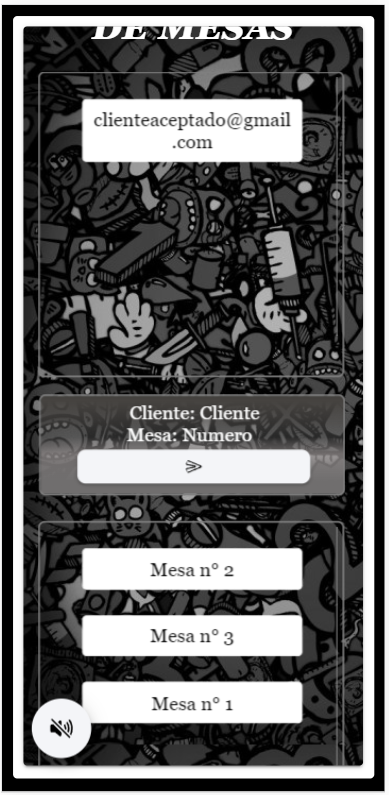 DE MESAS
clienteaceptado@gmail
.com
Cliente: Cliente
Mesa: Numero
Mesa n° 2
Mesa n° 3
Mesa n° 1